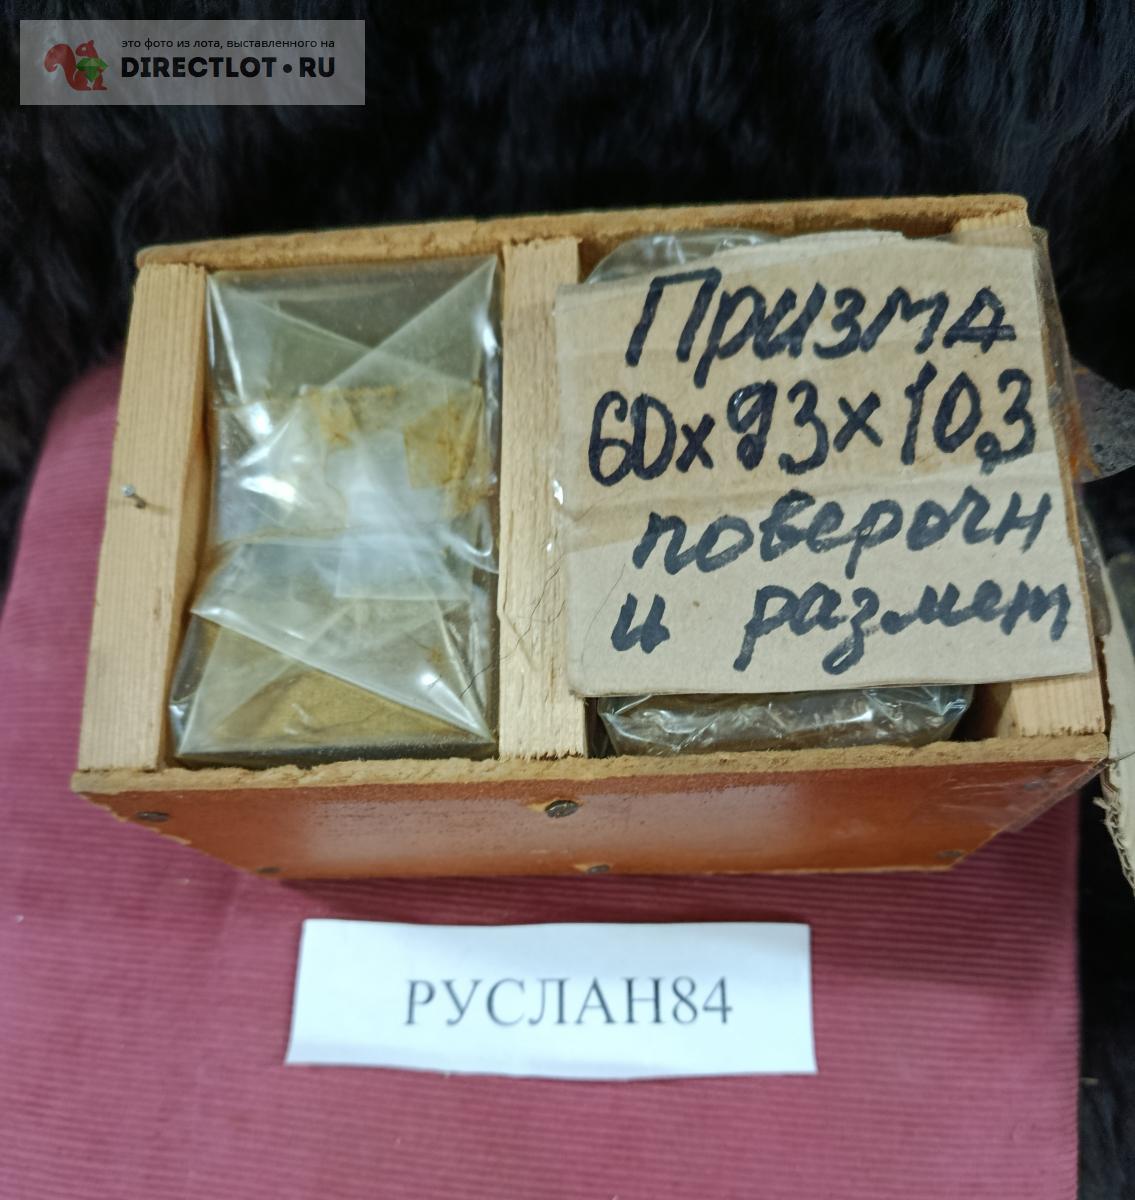 это фото из лота, выставленного на
DIRECTLOT.RU
Призма
60х93х10,3
поверочн
и размет
РУСЛАН84